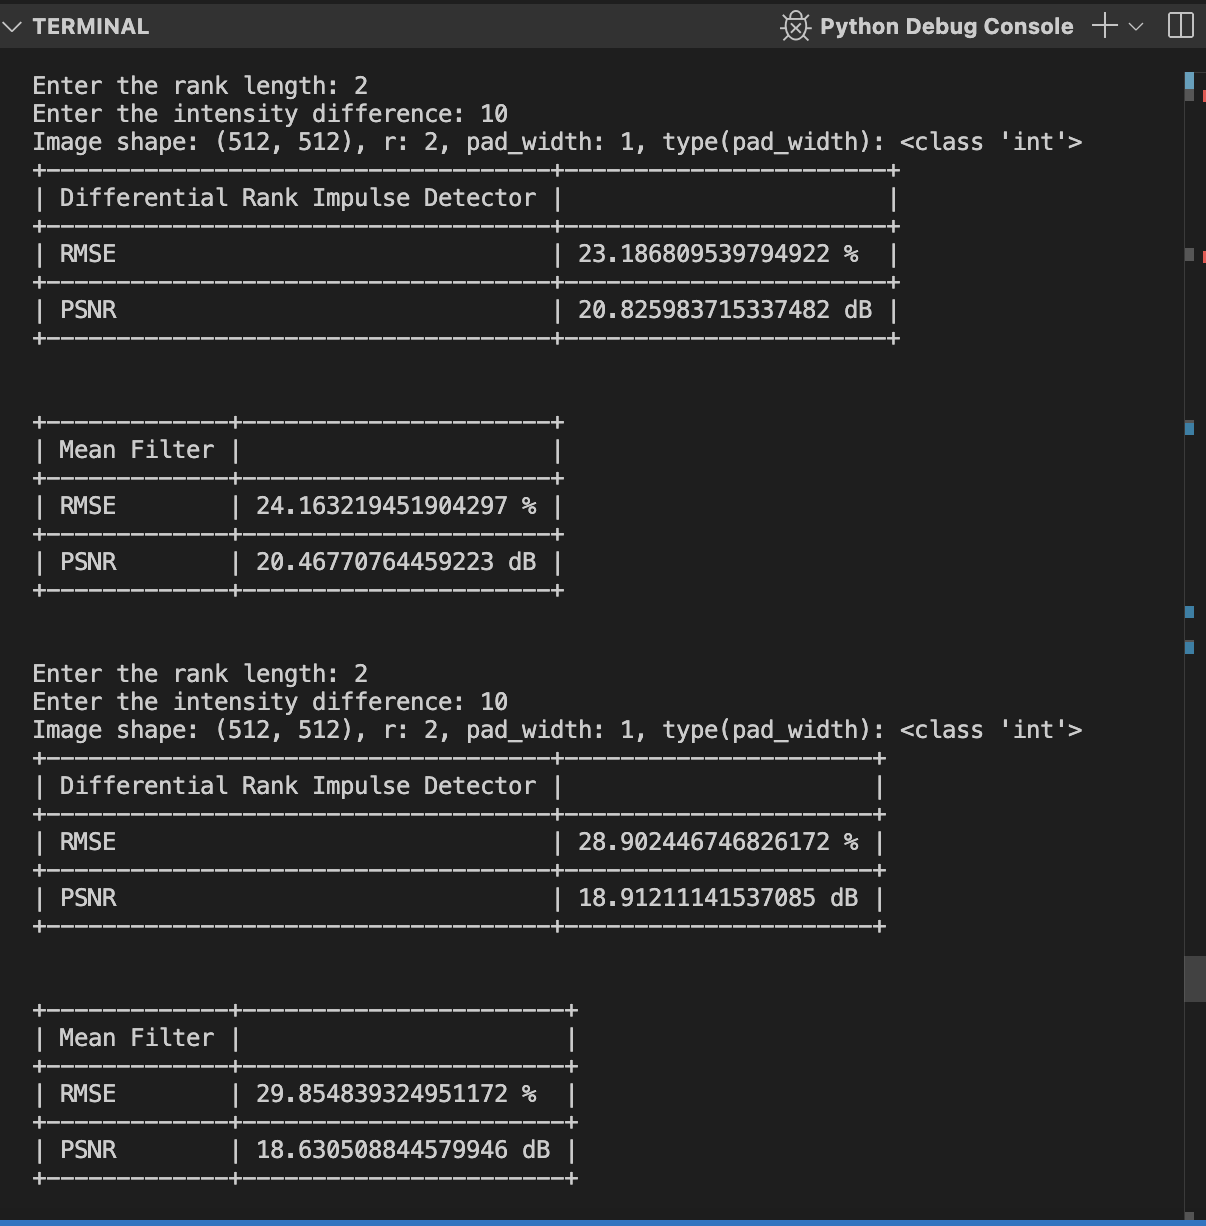 TERMINAL
Python Debug Console
Enter the rank length: 2
Enter the intensity difference: 10
Image shape: (512, 512), r: 2, pad_width: 1, type(pad_width): <class 'int'>
+------------------------------------+-----------------------+
| Differential Rank Impulse Detector |                       |
+------------------------------------+-----------------------+
| RMSE                               | 23.186809539794922 %  |
+------------------------------------+-----------------------+
| PSNR                               | 20.825983715337482 dB |
+------------------------------------+-----------------------+
+-------------+----------------------+
| Mean Filter |                      |
+-------------+----------------------+
| RMSE        | 24.163219451904297 % |
+-------------+----------------------+
| PSNR        | 20.46770764459223 dB |
+-------------+----------------------+
Enter the rank length: 2
Enter the intensity difference: 10
Image shape: (512, 512), r: 2, pad_width: 1, type(pad_width): <class 'int'>
+------------------------------------+----------------------+
| Differential Rank Impulse Detector |                      |
+------------------------------------+----------------------+
| RMSE                               | 28.902446746826172 % |
+------------------------------------+----------------------+
| PSNR                               | 18.91211141537085 dB |
+------------------------------------+----------------------+
+-------------+-----------------------+
| Mean Filter |                       |
+-------------+-----------------------+
| RMSE        | 29.854839324951172 %  |
+-------------+-----------------------+
| PSNR        | 18.630508844579946 dB |
+-------------+-----------------------+